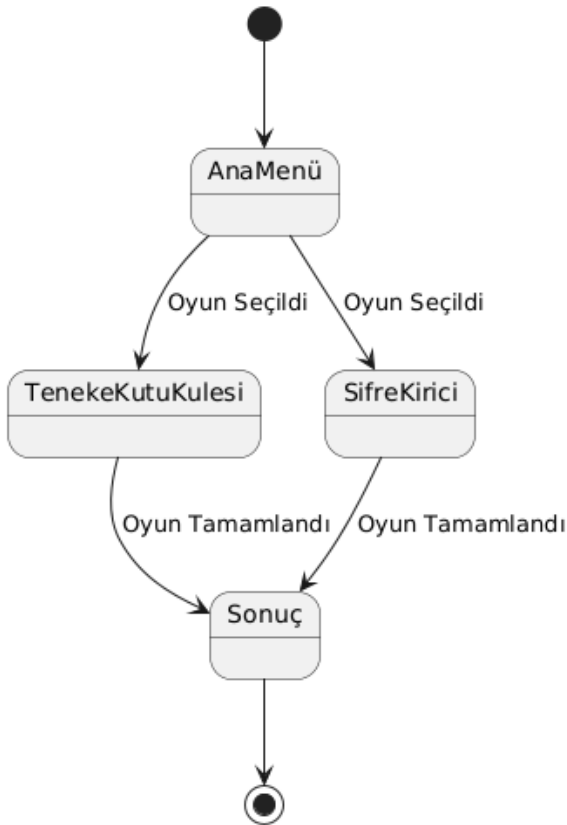 AnaMenü
Oyun Seçildi
Oyun Seçildi
TenekeKutuKulesi
SifreKirici
Oyun Tamamlandı
Oyun Tamamlandı
Sonuç